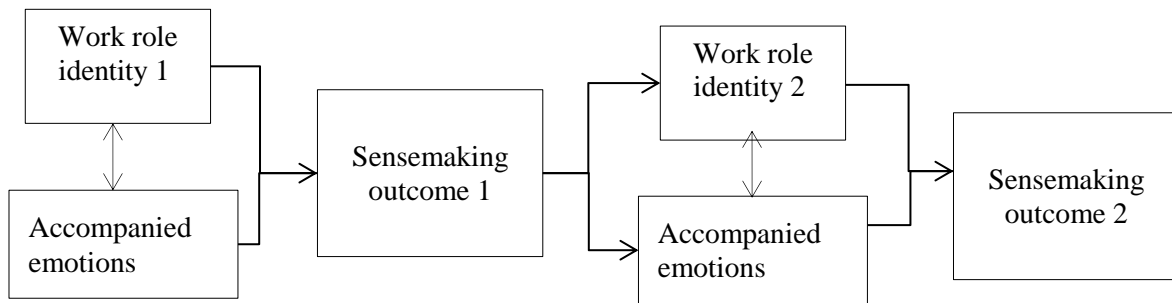 Work role
identity 1
Accompanied
emotions
Sensemaking
outcome 1
Work role
identity 2
Accompanied
emotions
Sensemaking
outcome 2